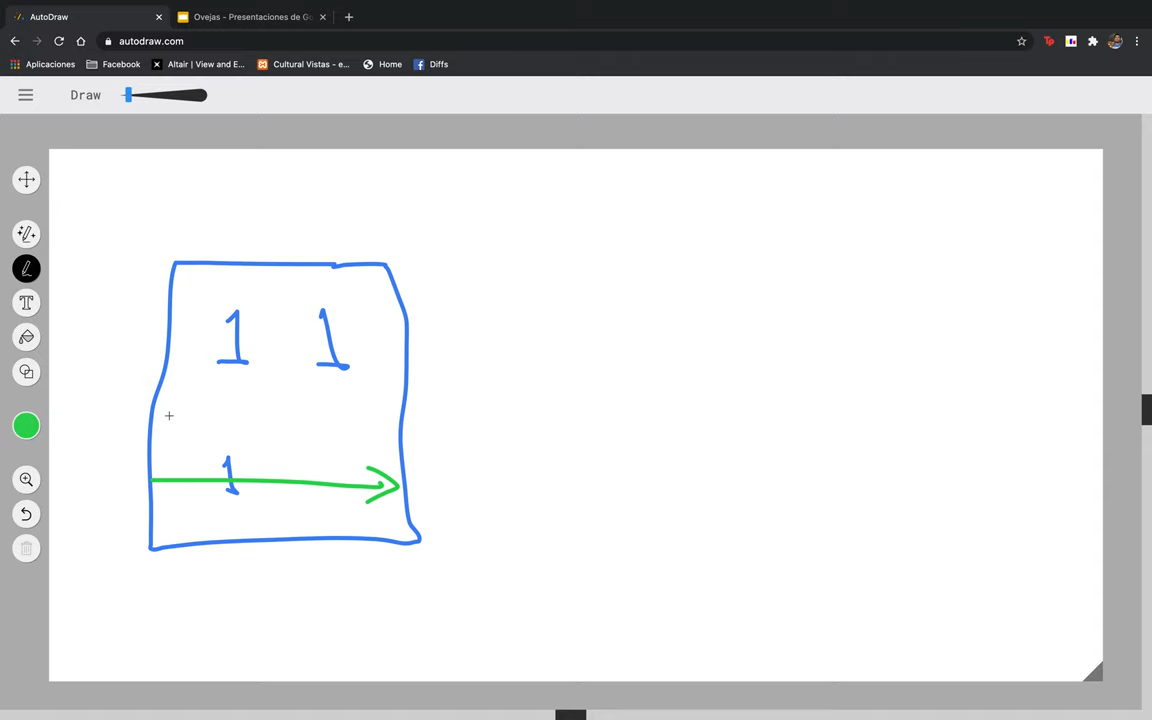 AutoDraw Ovejas - Presentaciones de Go
autodraw.com
Aplicaciones Facebook Altair | View and E... Cultural Vistas - e... Home Diffs
Draw
1 1
1